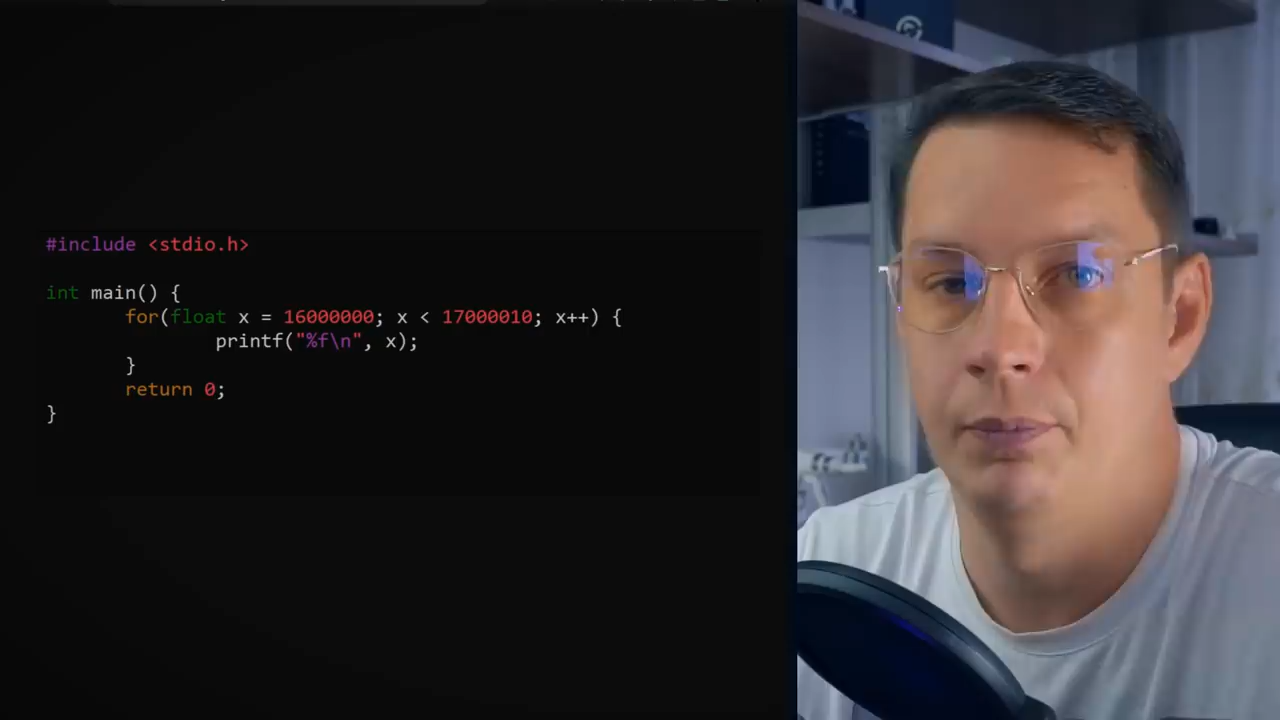 #include <stdio.h>
int main() {
for(float x = 16000000; x < 17000010; x++) {
printf("%f\n", x);
}
return 0;
}